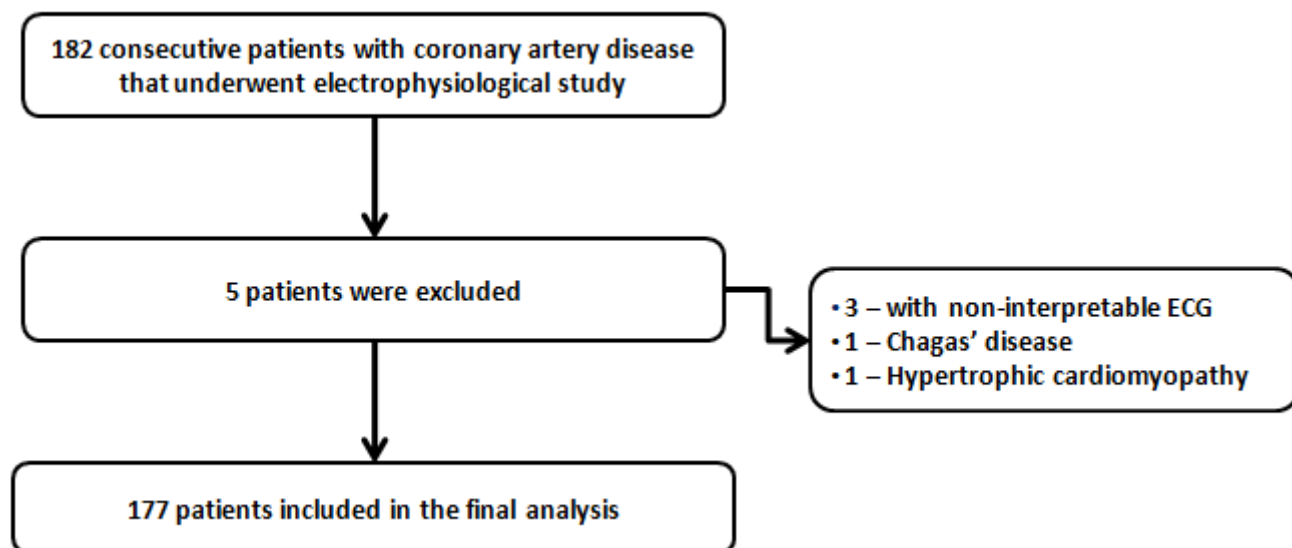 182 consecutive patients with coronary artery disease
that underwent electrophysiological study
5 patients were excluded
• 3 – with non-interpretable ECG
• 1 – Chagas’ disease
• 1 – Hypertrophic cardiomyopathy
177 patients included in the final analysis